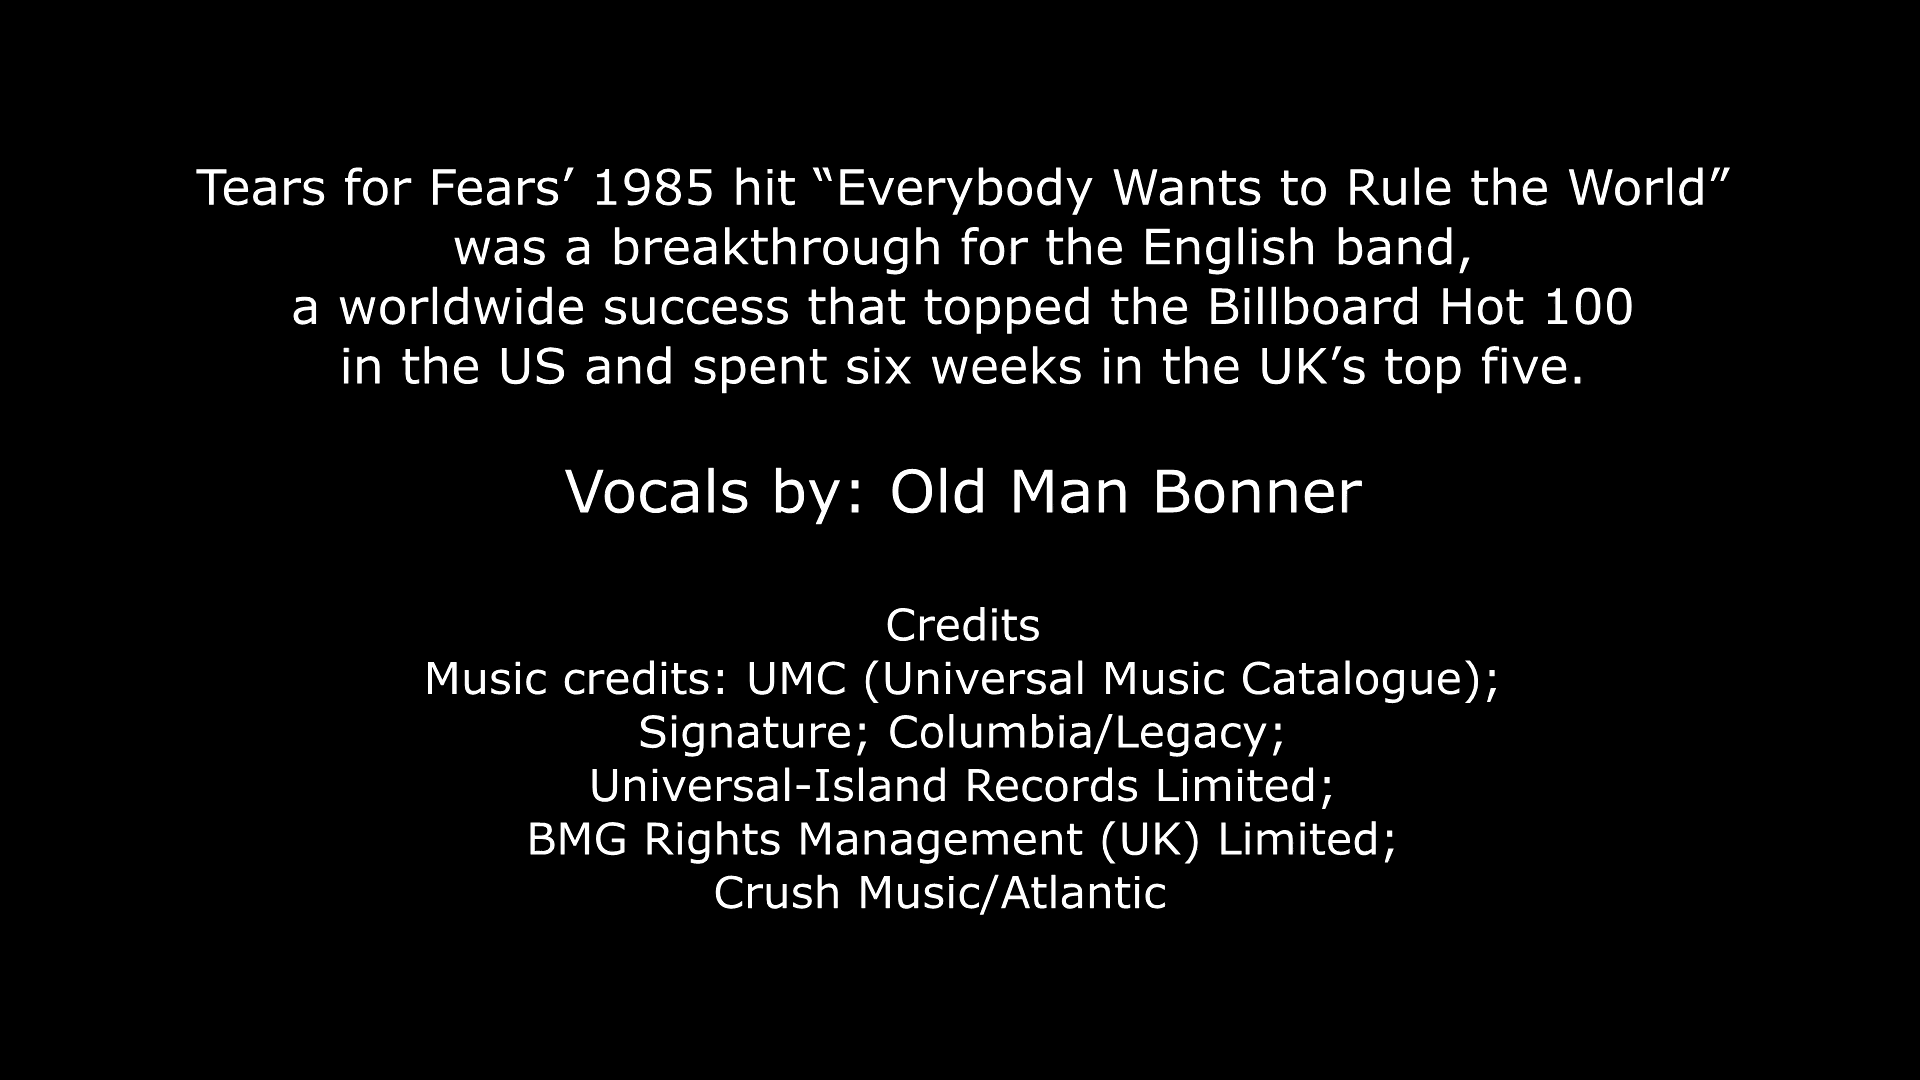 Tears for Fears’ 1985 hit “Everybody Wants to Rule the World”
was a breakthrough for the English band,
a worldwide success that topped the Billboard Hot 100
in the US and spent six weeks in the UK’s top five.
Vocals by: Old Man Bonner
Credits
Music credits: UMC (Universal Music Catalogue);
Signature; Columbia/Legacy;
Universal-Island Records Limited;
BMG Rights Management (UK) Limited;
Crush Music/Atlantic